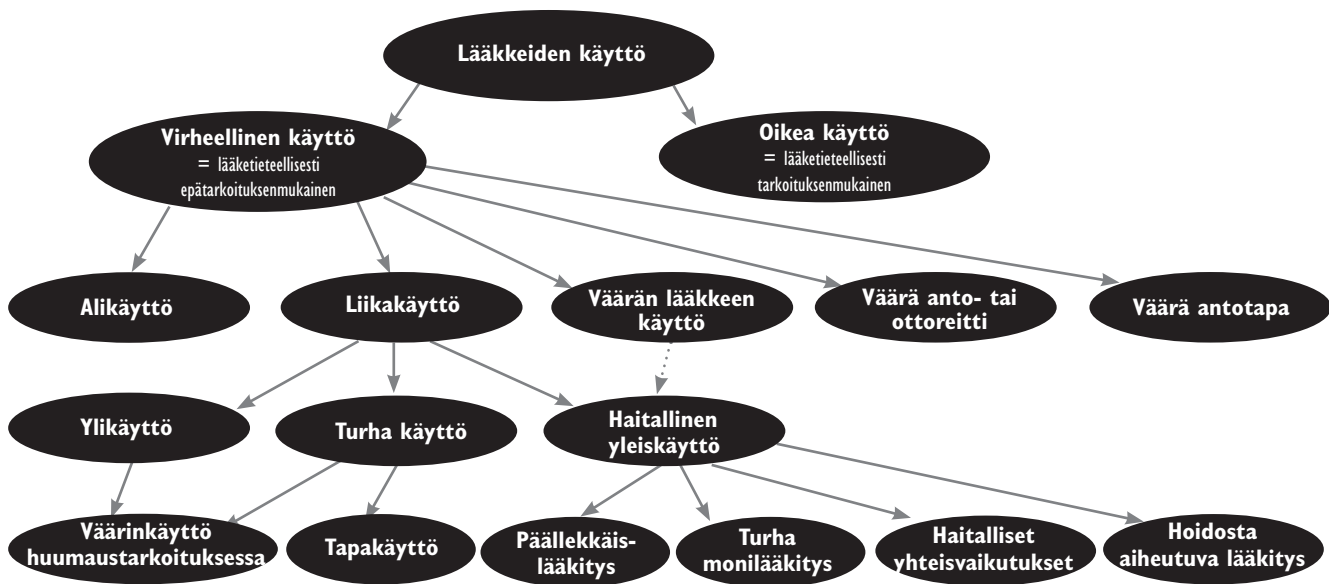 Lääkkeiden käyttö
Virheellinen käyttö
= lääketieteellisesti
epätarkoituksenmukainen
Oikea käyttö
= lääketieteellisesti
tarkoituksenmukainen
Alikäyttö
Liikakäyttö
Väärän lääkkeen
käyttö
Väärä anto- tai
ottoreitti
Väärä antotapa
Ylikäyttö
Turha käyttö
Haitallinen
yleiskäyttö
Väärinkäyttö
huumaustarkoituksessa
Tapakäyttö
Päällekkäis-
lääkitys
Turha
monilääkitys
Haitalliset
yhteisvaikutukset
Hoidosta
aiheutuva lääkitys